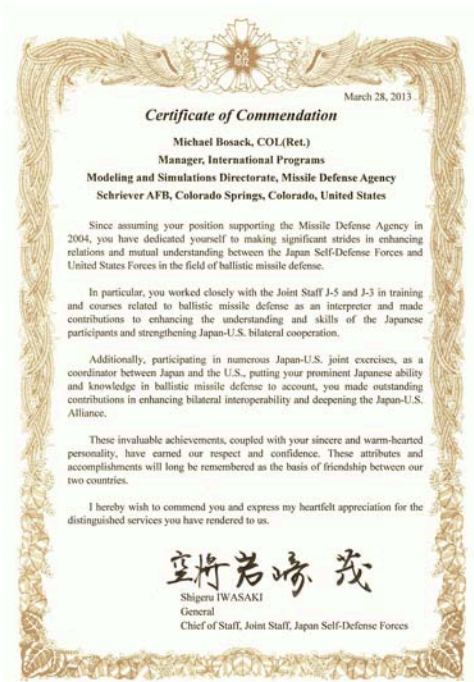 March 28, 2013
Certificate of Commendation
Michael Bosack, COL(Ret.)
Manager, International Programs
Modeling and Simulations Directorate, Missile Defense Agency
Schriever AFB, Colorado Springs, Colorado, United States
Since assuming your position supporting the Missile Defense Agency in
2004, you have dedicated yourself to making significant strides in enhancing
relations and mutual understanding between the Japan Self-Defense Forces and
United States Forces in the field of ballistic missile defense.
In particular, you worked closely with the Joint Staff J-5 and J-3 in training
and courses related to ballistic missile defense as an interpreter and made
contributions to enhancing the understanding and skills of the Japanese
participants and strengthening Japan-U.S. bilateral cooperation.
Additionally, participating in numerous Japan-U.S. joint exercises, as a
coordinator between Japan and the U.S., putting your prominent Japanese ability
and knowledge in ballistic missile defense to account, you made outstanding
contributions in enhancing bilateral interoperability and deepening the Japan-U.S.
Alliance.
These invaluable achievements, coupled with your sincere and warm-hearted
personality, have earned our respect and confidence. These attributes and
accomplishments will long be remembered as the basis of friendship between our
two countries.
I hereby wish to commend you and express my heartfelt appreciation for the
distinguished services you have rendered to us.
空将 岩﨑 茂
Shigeru IWASAKI
General
Chief of Staff, Joint Staff, Japan Self-Defense Forces